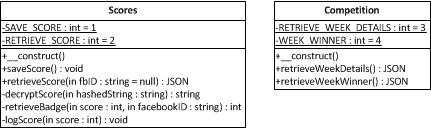 Scores
-SAVE_SCORE : int = 1
-RETRIEVE_SCORE : int = 2
+__construct()
+saveScore() : void
+retrieveScore(in fbID : string = null) : JSON
-decryptScore(in hashedString : string) : string
-retrieveBadge(in score : int, in facebookID : string) : int
-logScore(in score : int) : void
Competition
-RETRIEVE_WEEK_DETAILS : int = 3
-WEEK_WINNER : int = 4
+__construct()
+retrieveWeekDetails() : JSON
+retrieveWeekWinner() : JSON